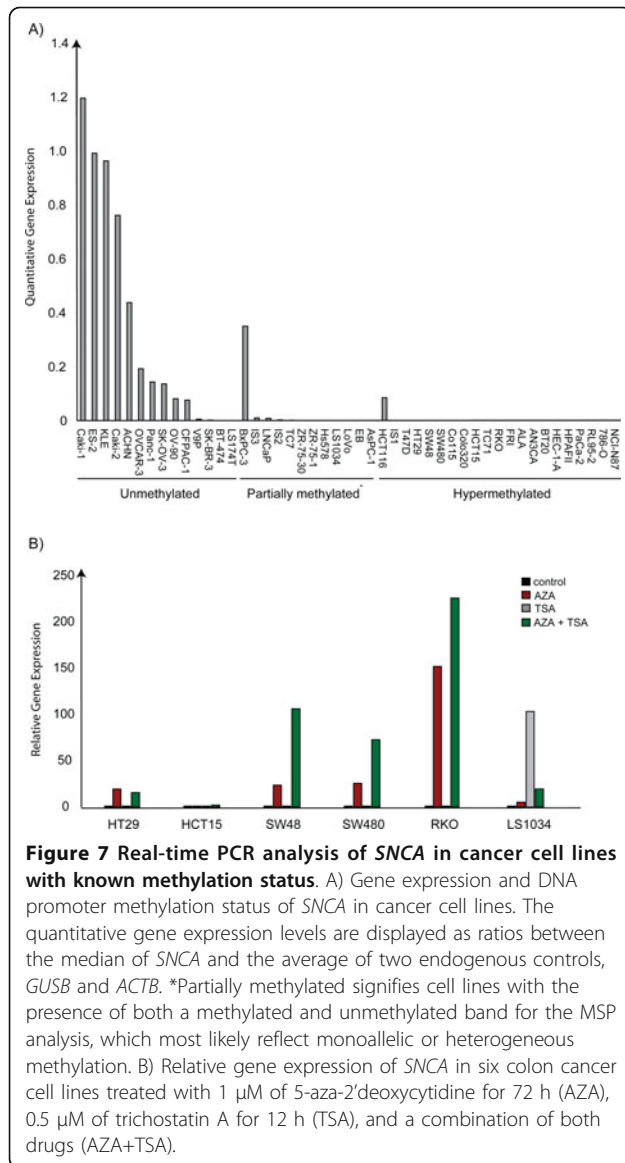 A)
1.4
1.2
1.0
0.8
0.6
0.4
0.2
0
Quantitative Gene Expression
Caki-1
ES-2
KLE
Caki-2
ACHN
OVCAR-3
Panc-1
SK-OV-3
OV-90
CFPAC-1
V9P
SK-BR-3
BT-474
LS174T
BxPC-3
IS3
LNCaP
IS2
TC7
ZR-75-30
ZR-75-1
Hs578
LS1034
LoVo
EB
AsPC-1
HCT116
IS1
T47D
HT29
SW48
SW480
Co115
Colo320
HCT15
TC71
RKO
FRI
ALA
AN3CA
BT20
HEC-1-A
HPAFII
PaCa-2
RL95-2
786-O
NCI-N87
Unmethylated
Partially methylated*
Hypermethylated
B)
250
200
150
100
50
0
Relative Gene Expression
control
AZA
TSA
AZA + TSA
HT29 HCT15 SW48 SW480 RKO LS1034
Figure 7 Real-time PCR analysis of SNCA in cancer cell lines
with known methylation status. A) Gene expression and DNA
promoter methylation status of SNCA in cancer cell lines. The
quantitative gene expression levels are displayed as ratios between
the median of SNCA and the average of two endogenous controls,
GUSB and ACTB. *Partially methylated signifies cell lines with the
presence of both a methylated and unmethylated band for the MSP
analysis, which most likely reflect monoallelic or heterogeneous
methylation. B) Relative gene expression of SNCA in six colon cancer
cell lines treated with 1 μM of 5-aza-2'deoxycytidine for 72 h (AZA),
0.5 μM of trichostatin A for 12 h (TSA), and a combination of both
drugs (AZA+TSA).